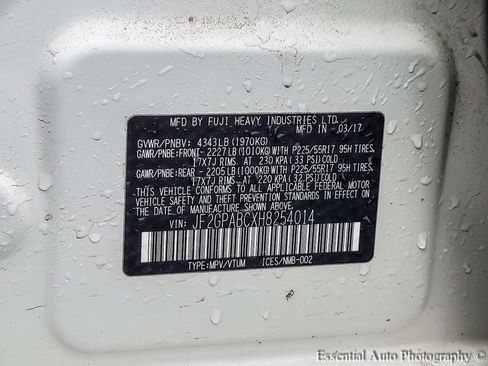 MFD. BY FUJI HEAVY INDUSTRIES LTD.
MFD IN 03/17
GVWR/PNBV: 4343LB (1970KG)
GAWR/PNBE: FRONT- 2227LB (1010KG) WITH P225/55R17 95H TIRES.
17X7J RIMS. AT 230 KPA (33 PSI) COLD
GAWR/PNBE: REAR - 2205LB (1000KG) WITH P225/55R17 95H TIRES.
17X7J RIMS. AT 220 KPA (32 PSI) COLD
THIS VEHICLE CONFORMS TO ALL APPLICABLE FEDERAL
MOTOR VEHICLE SAFETY, BUMPER, AND THEFT PREVENTION STANDARDS
IN EFFECT ON THE DATE OF MANUFACTURE SHOWN ABOVE.
VIN: JF2GPABCXH8254014
TYPE: MPV/VTUM ICES/NMB-002
Essential Auto Photography ©